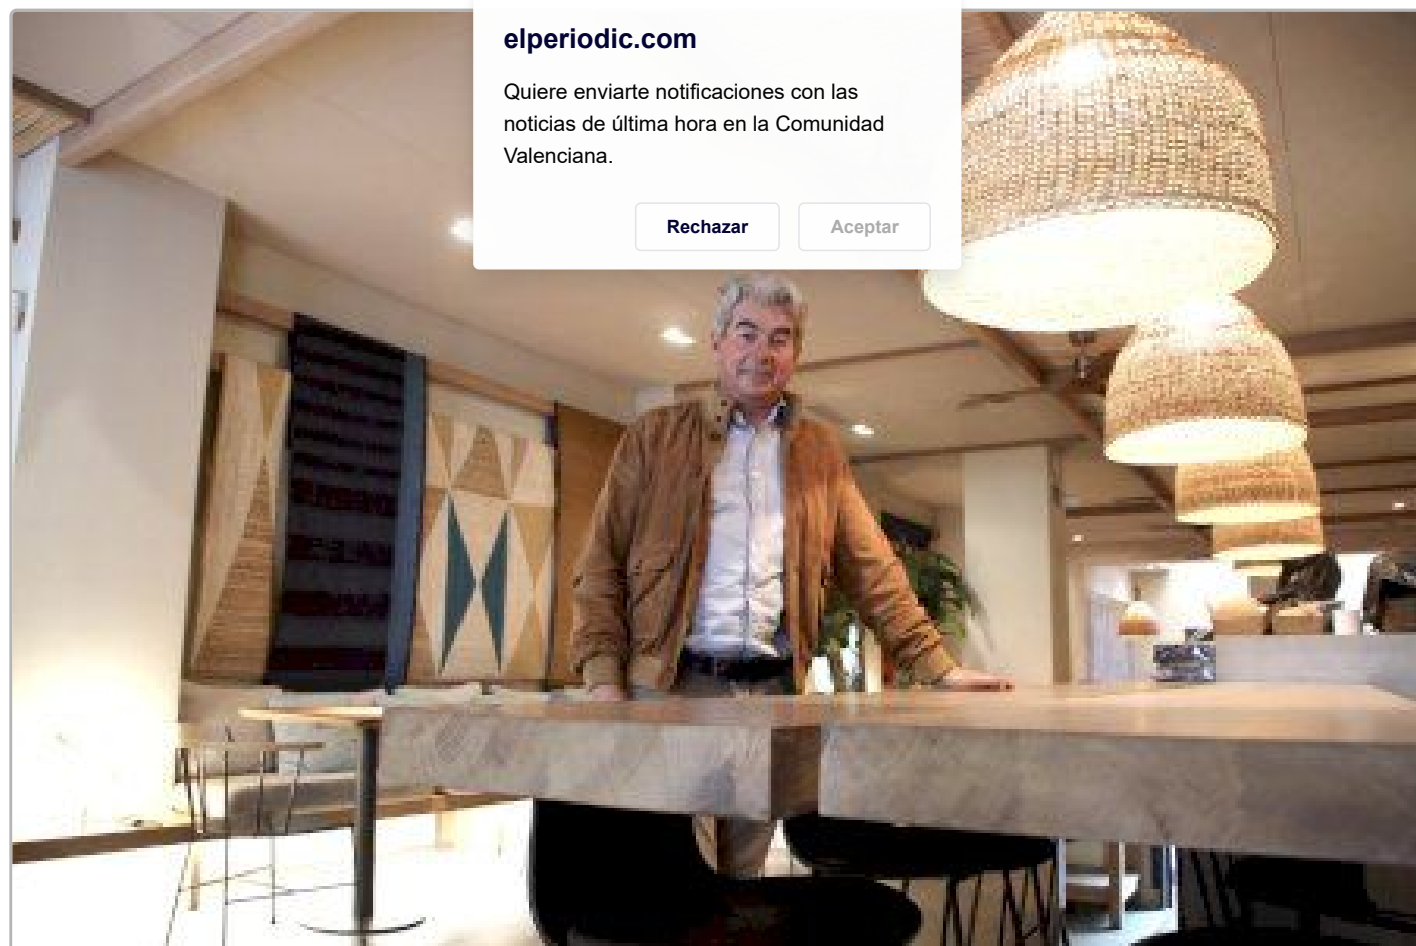 elperiodic.com
Quiere enviarte notificaciones con las
noticias de última hora en la Comunidad
Valenciana.
Rechazar
Aceptar